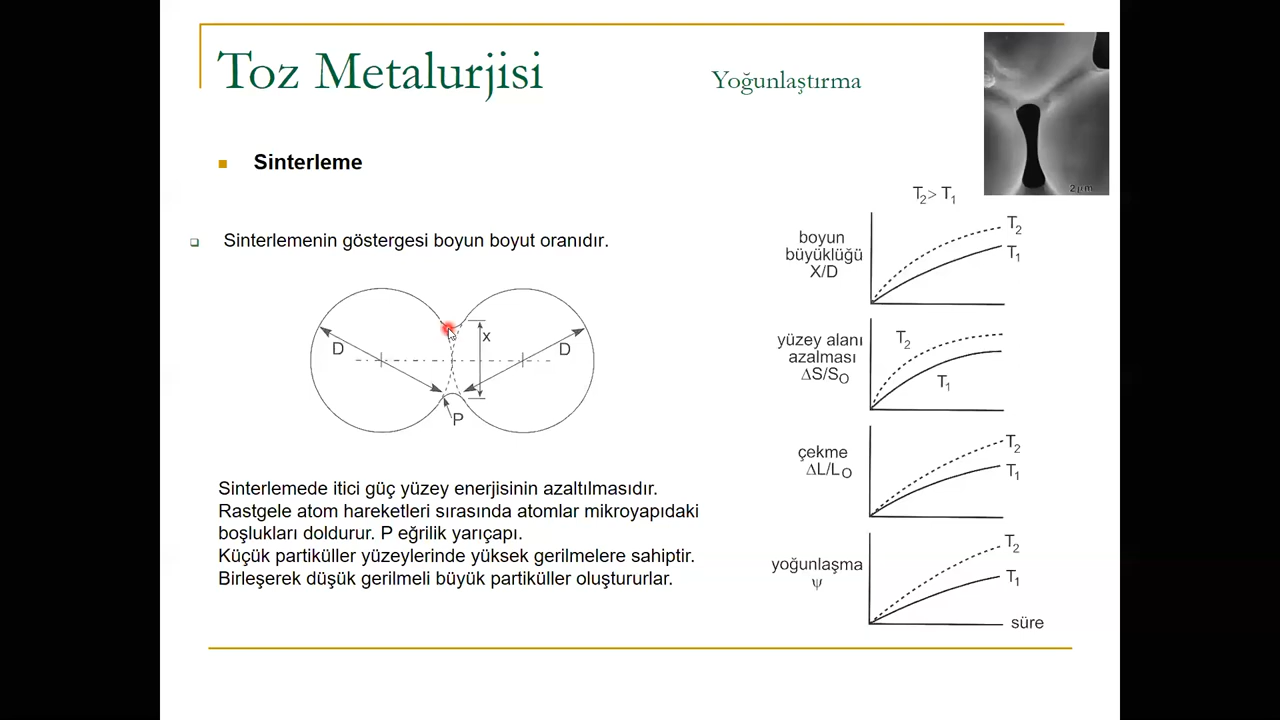 Toz Metalurjisi
Yoğunlaştırma
Sinterleme
Sinterlemenin göstergesi boyun boyut oranıdır.
D
x
D
P
Sinterlemede itici güç yüzey enerjisinin azaltılmasıdır.
Rastgele atom hareketleri sırasında atomlar mikroyapıdaki
boşlukları doldurur. P eğrilik yarıçapı.
Küçük partiküller yüzeylerinde yüksek gerilmelere sahiptir.
Birleşerek düşük gerilmeli büyük partiküller oluştururlar.
2 μm
T2> T1
boyun
büyüklüğü
X/D
T2
T1
yüzey alanı
azalması
ΔS/SO
T2
T1
çekme
ΔL/LO
T2
T1
yoğunlaşma
ψ
T2
T1
süre